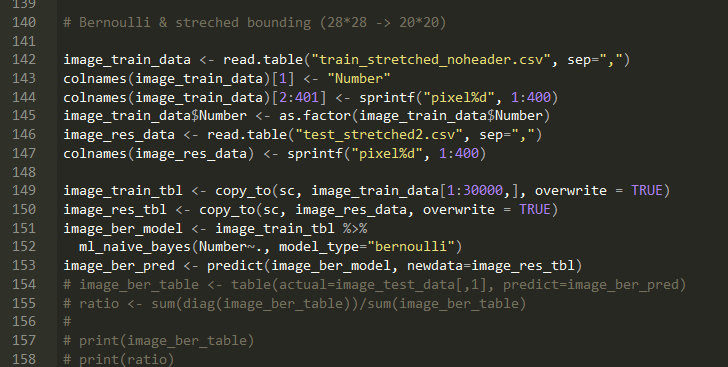 139
140 # Bernoulli & streched bounding (28*28 -> 20*20)
141
142 image_train_data <- read.table("train_stretched_noheader.csv", sep=",")
143 colnames(image_train_data)[1] <- "Number"
144 colnames(image_train_data)[2:401] <- sprintf("pixel%d", 1:400)
145 image_train_data$Number <- as.factor(image_train_data$Number)
146 image_res_data <- read.table("test_stretched2.csv", sep=",")
147 colnames(image_res_data) <- sprintf("pixel%d", 1:400)
148
149 image_train_tbl <- copy_to(sc, image_train_data[1:30000,], overwrite = TRUE)
150 image_res_tbl <- copy_to(sc, image_res_data, overwrite = TRUE)
151 image_ber_model <- image_train_tbl %>%
152   ml_naive_bayes(Number~., model_type="bernoulli")
153 image_ber_pred <- predict(image_ber_model, newdata=image_res_tbl)
154 # image_ber_table <- table(actual=image_test_data[,1], predict=image_ber_pred)
155 # ratio <- sum(diag(image_ber_table))/sum(image_ber_table)
156 #
157 # print(image_ber_table)
158 # print(ratio)